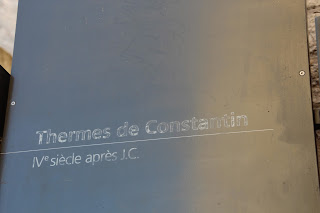 Thermes de Constantin
IVe siècle après J.C.